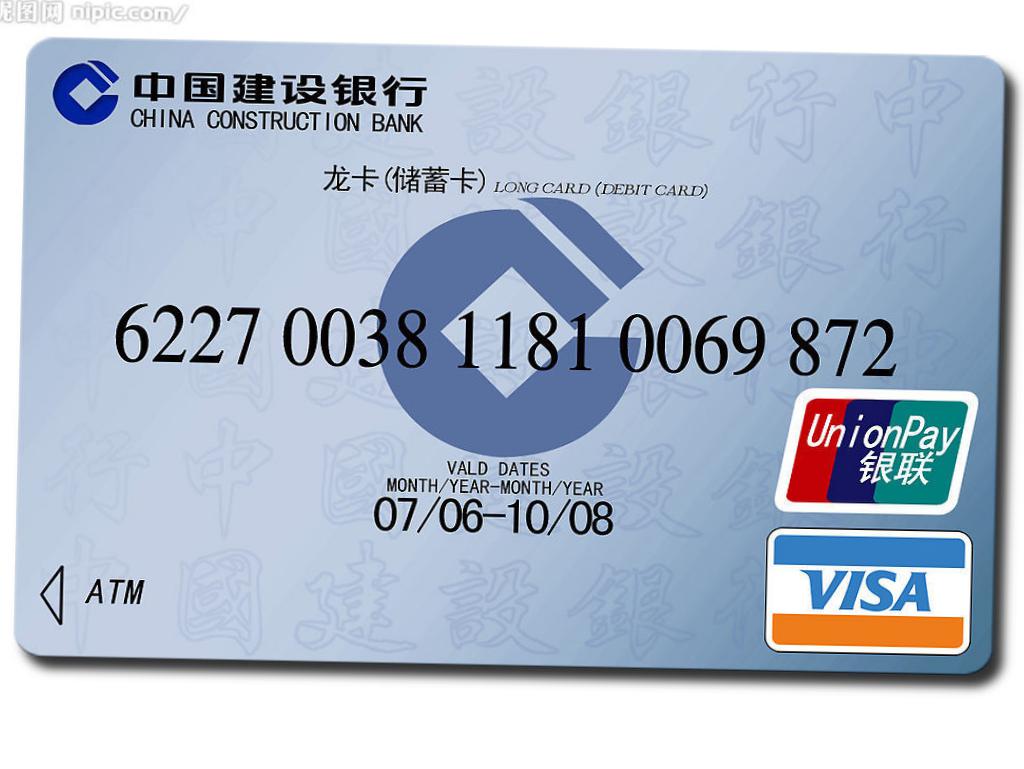 昵图网 nipic.com/
中国建设银行
CHINA CONSTRUCTION BANK
龙卡(储蓄卡) LONG CARD (DEBIT CARD)
6227 0038 1181 0069 872
UnionPay
银联
VALD DATES
MONTH/YEAR-MONTH/YEAR
07/06-10/08
VISA
ATM